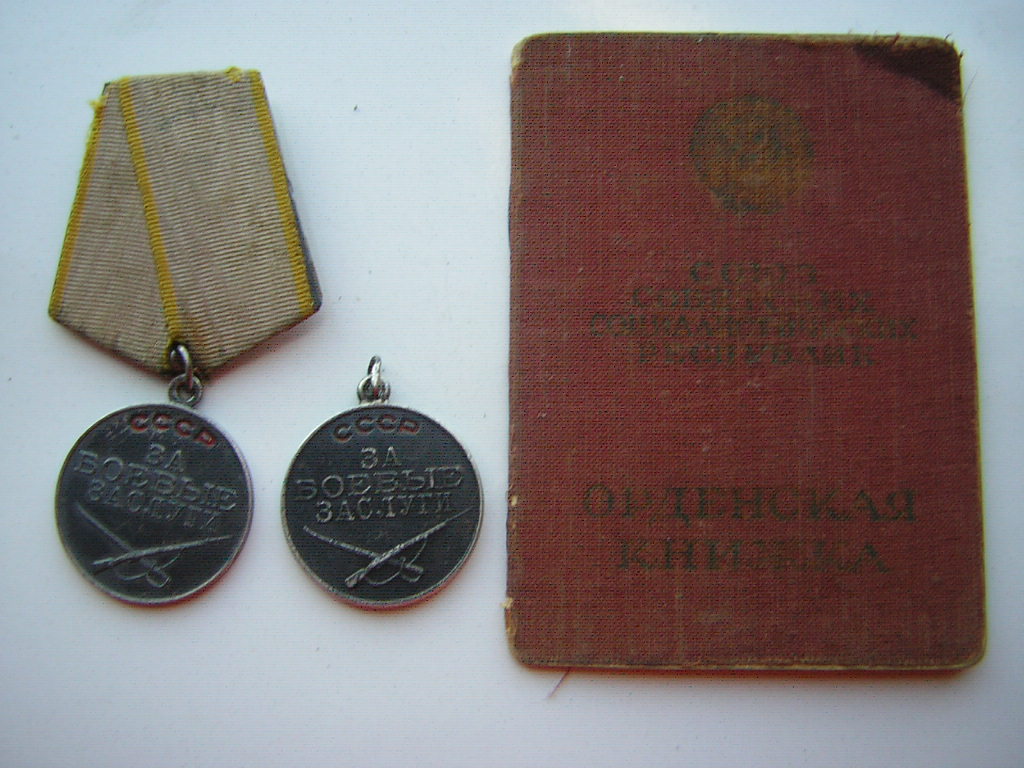 СССР
ЗА
БОЕВЫЕ
ЗАСЛУГИ
СССР
ЗА
БОЕВЫЕ
ЗАСЛУГИ
СОЮЗ
СОВЕТСКИХ
СОЦИАЛИСТИЧЕСКИХ
РЕСПУБЛИК
ОРДЕНСКАЯ
КНИЖКА